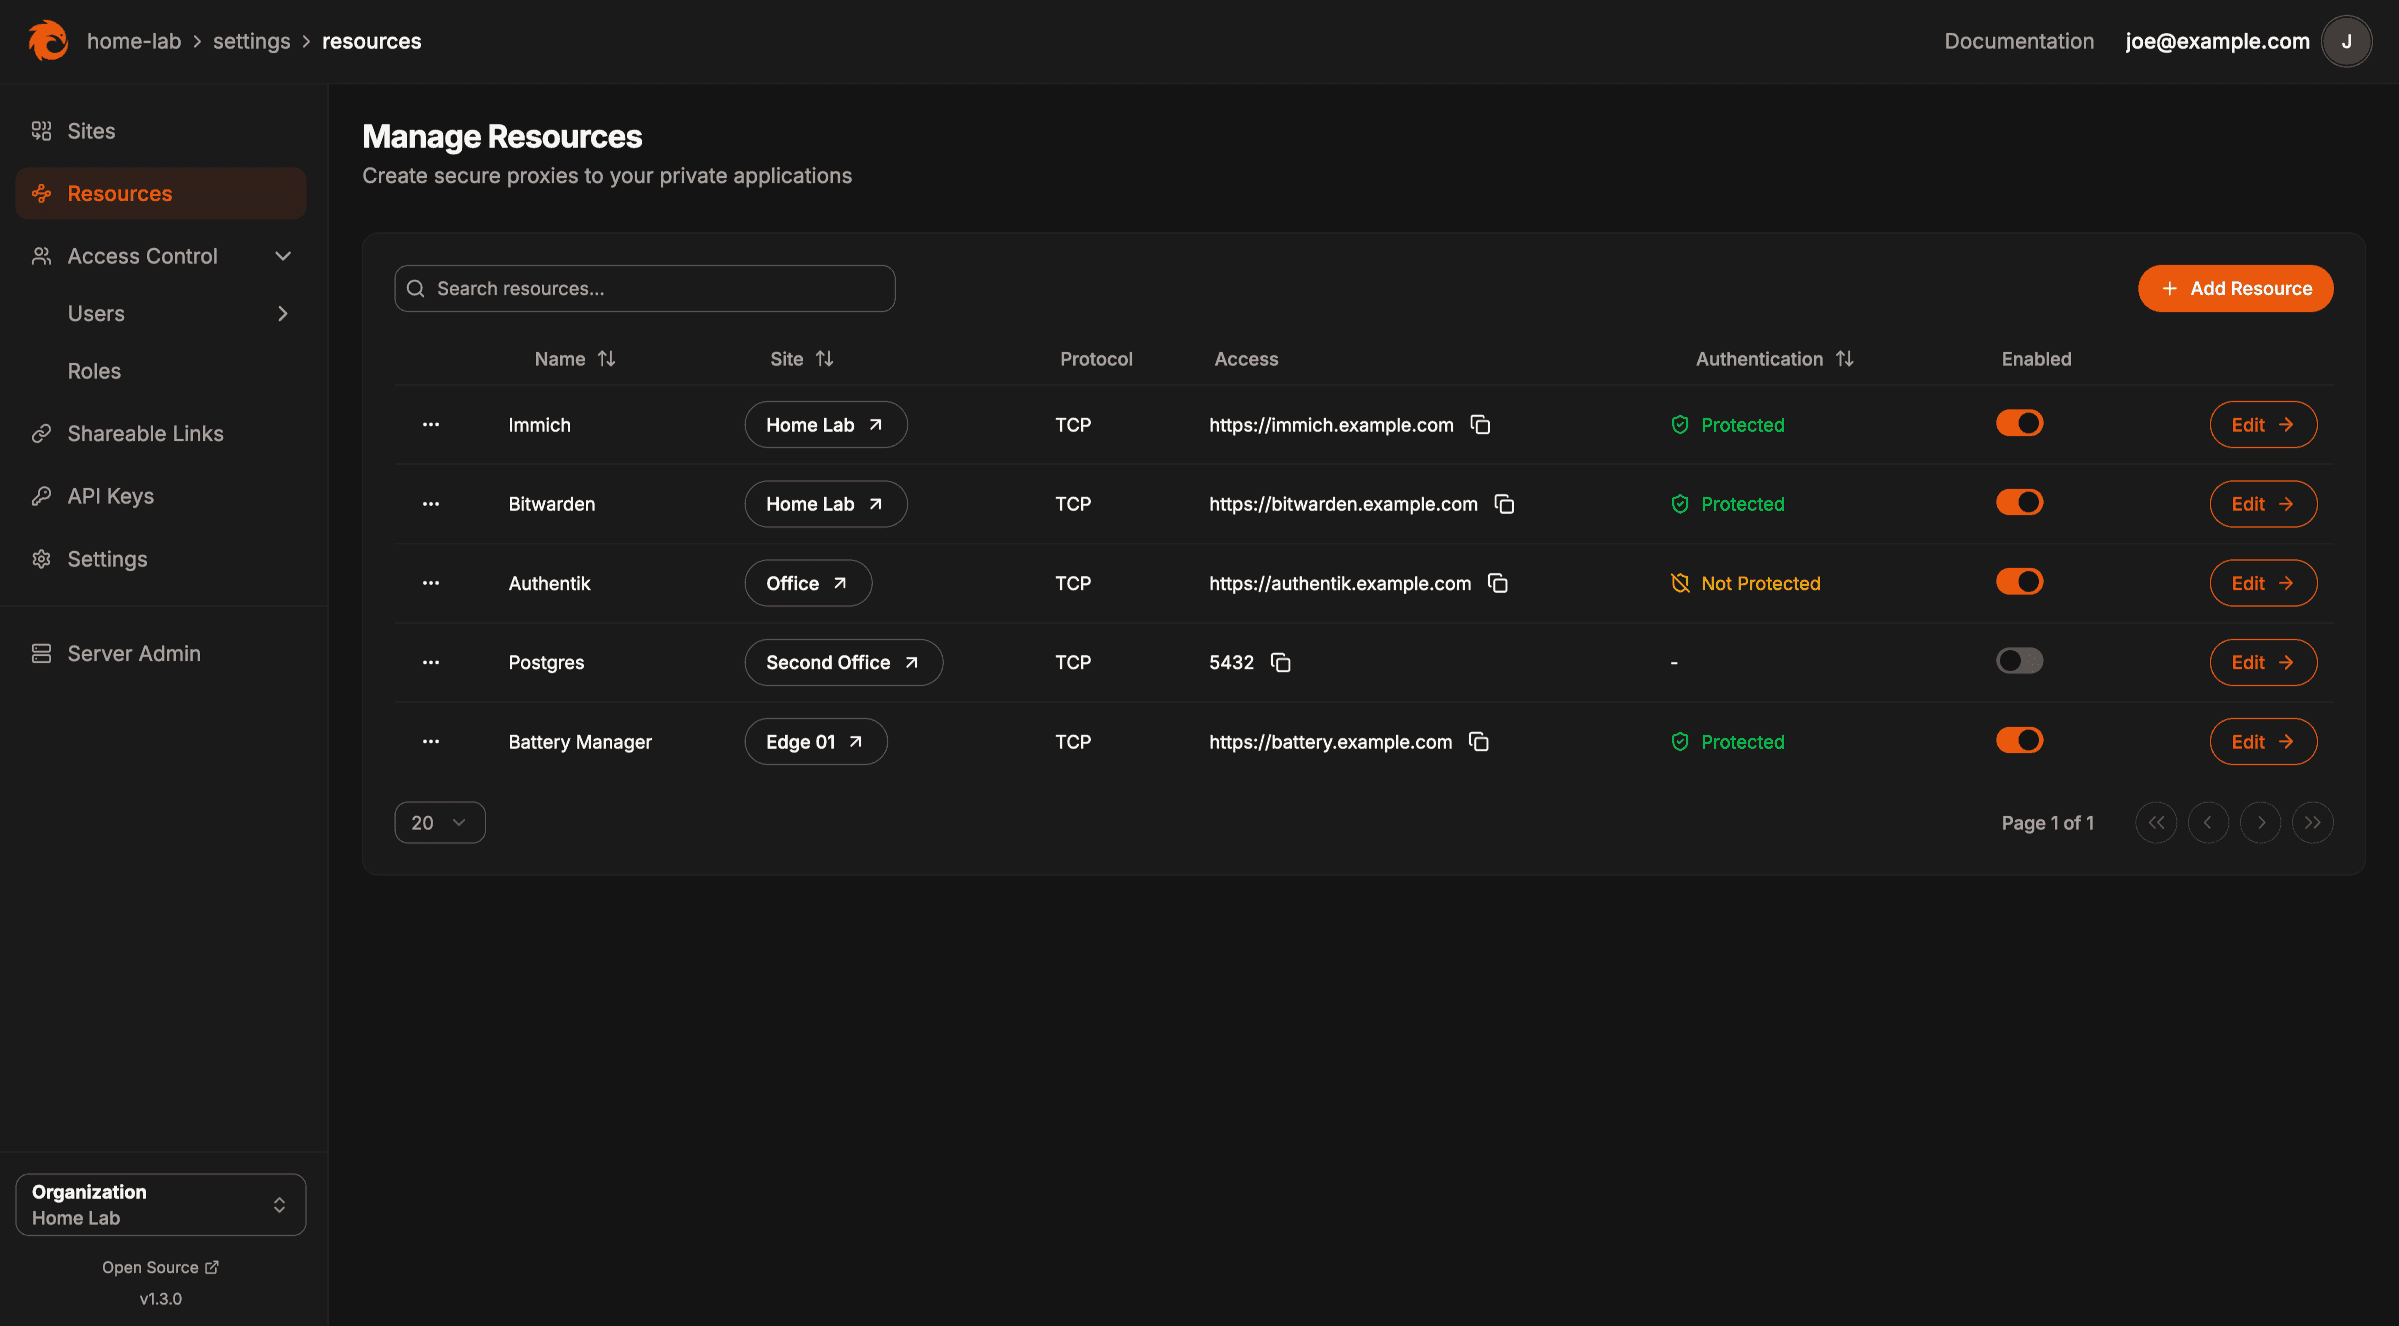 home-lab > settings > resources
Documentation joe@example.com J
Sites
Resources
Access Control
Users
Roles
Shareable Links
API Keys
Settings
Server Admin
Organization
Home Lab
Open Source
v1.3.0
Manage Resources
Create secure proxies to your private applications
Search resources...
+ Add Resource
Name Site Protocol Access Authentication Enabled
Immich Home Lab TCP https://immich.example.com Protected Edit
Bitwarden Home Lab TCP https://bitwarden.example.com Protected Edit
Authentik Office TCP https://authentik.example.com Not Protected Edit
Postgres Second Office TCP 5432 - Edit
Battery Manager Edge 01 TCP https://battery.example.com Protected Edit
20 Page 1 of 1